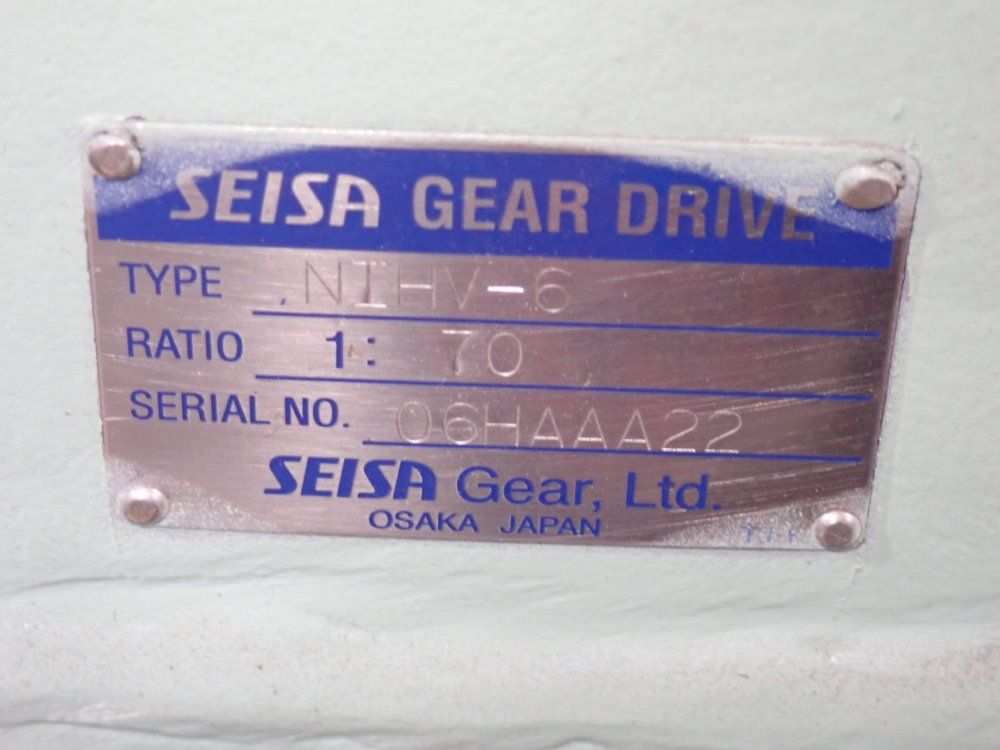 SEISA GEAR DRIVE
TYPE NIHV-6
RATIO 1: 70
SERIAL NO. 06HAAA22
SEISA Gear, Ltd.
OSAKA JAPAN